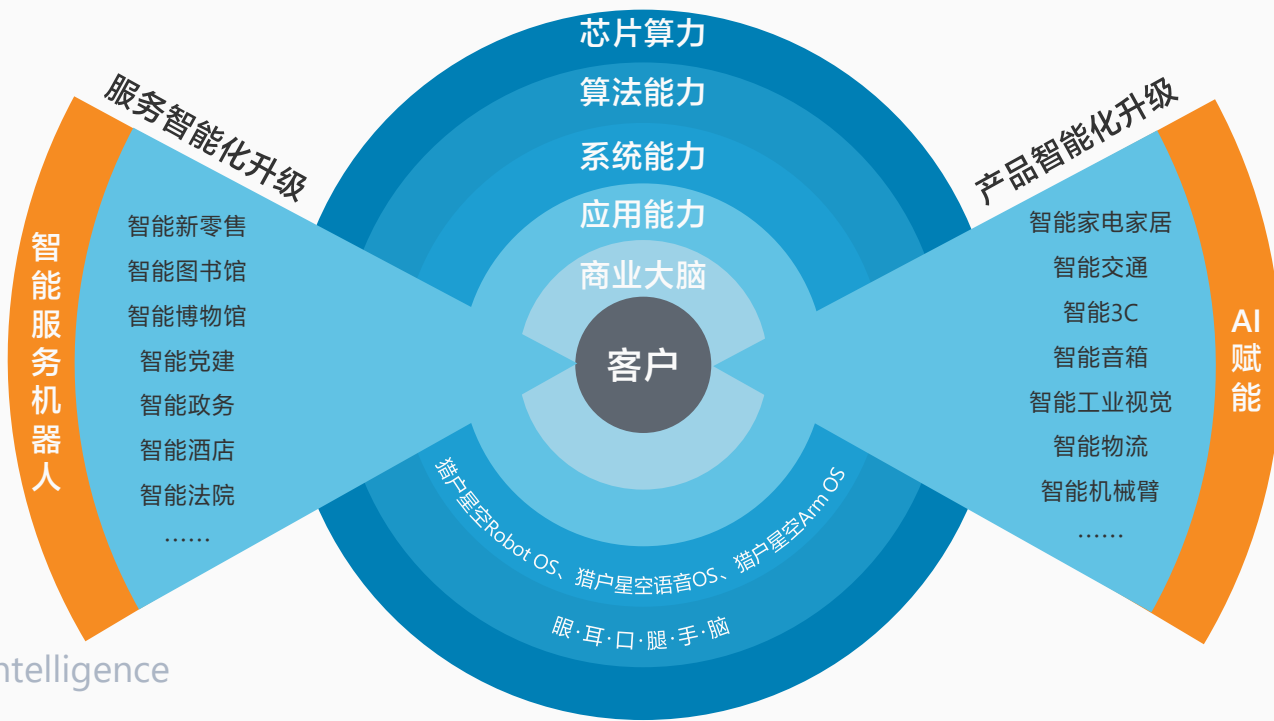 芯片算力
算法能力
系统能力
应用能力
商业大脑
客户
服务智能化升级
智能服务机器人
智能新零售
智能图书馆
智能博物馆
智能党建
智能政务
智能酒店
智能法院
……
产品智能化升级
AI赋能
智能家电家居
智能交通
智能3C
智能音箱
智能工业视觉
智能物流
智能机械臂
……
猎户星空Robot OS、猎户星空语音OS、猎户星空Arm OS
眼·耳·口·腿·手·脑
ntelligence